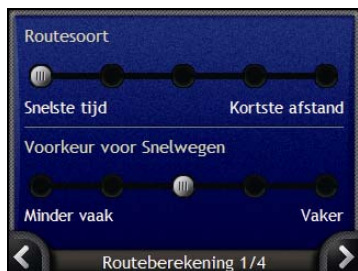 Routesoort
Snelste tijd Kortste afstand
Voorkeur voor Snelwegen
Minder vaak Vaker
Routeberekening 1/4